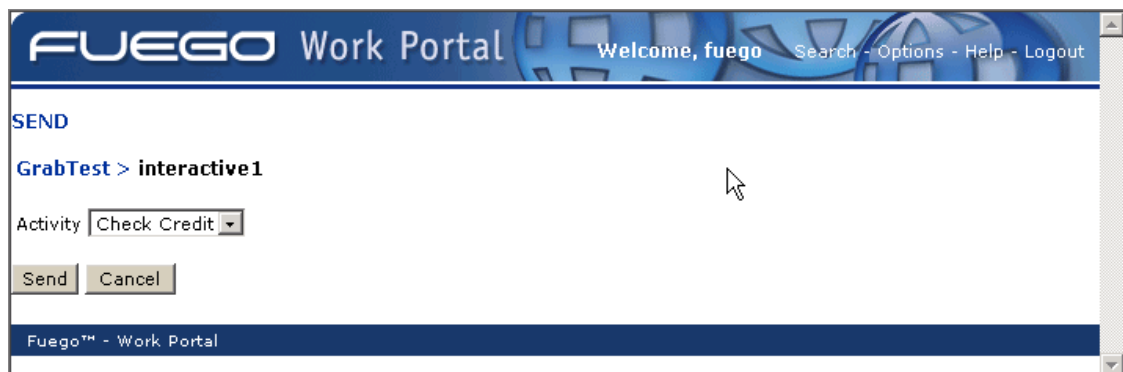 FUEGO Work Portal Welcome, fuego Search - Options - Help - Logout
SEND
GrabTest > interactive1
Activity Check Credit
Send Cancel
Fuego™ - Work Portal